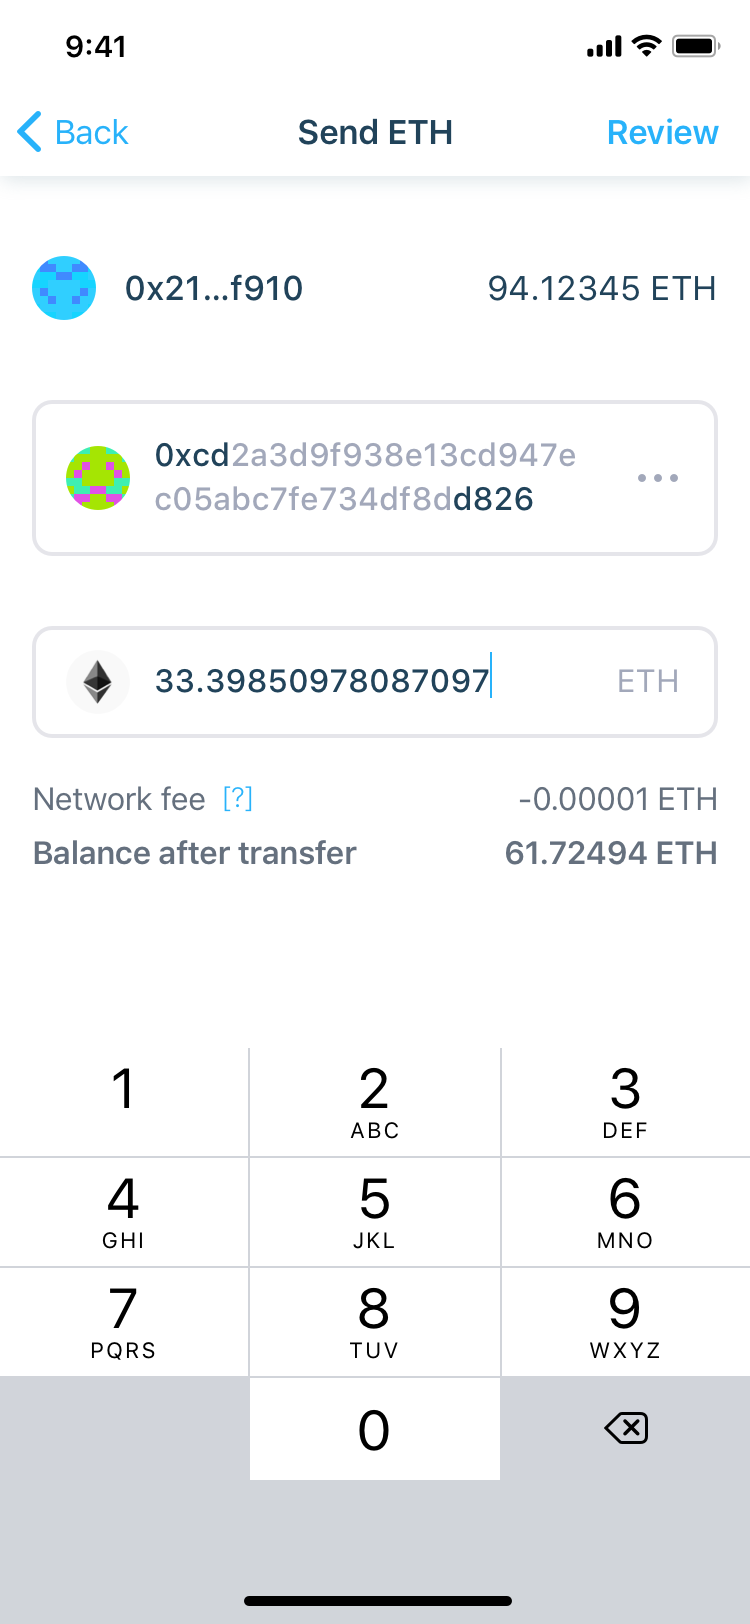 9:41
Back Send ETH Review
0x21...f910 94.12345 ETH
0xcd2a3d9f938e13cd947e
c05abc7fe734df8dd826
33.39850978087097 ETH
Network fee [?] -0.00001 ETH
Balance after transfer 61.72494 ETH
1 2 3
ABC DEF
4 5 6
GHI JKL MNO
7 8 9
PQRS TUV WXYZ
0